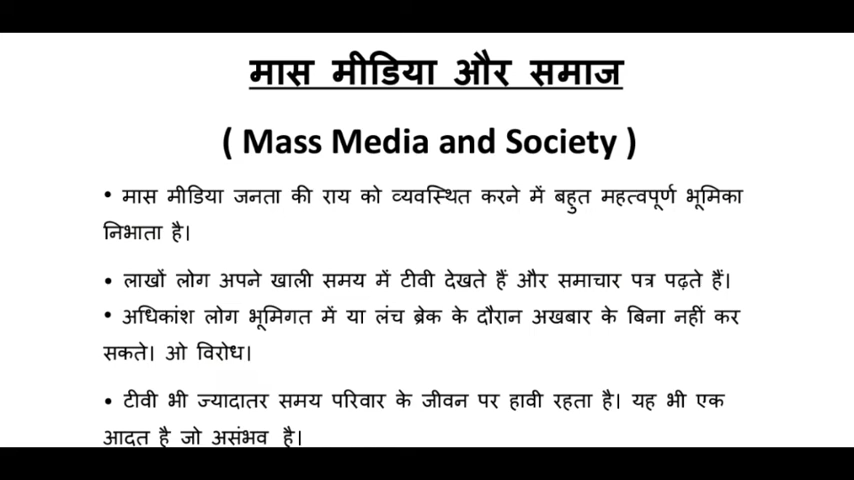 मास मीडिया और समाज
( Mass Media and Society )
• मास मीडिया जनता की राय को व्यवस्थित करने में बहुत महत्वपूर्ण भूमिका
निभाता है।
• लाखों लोग अपने खाली समय में टीवी देखते हैं और समाचार पत्र पढ़ते हैं।
• अधिकांश लोग भूमिगत में या लंच ब्रेक के दौरान अखबार के बिना नहीं कर
सकते। ओ विरोध।
• टीवी भी ज्यादातर समय परिवार के जीवन पर हावी रहता है। यह भी एक
आदत है जो असंभव है।